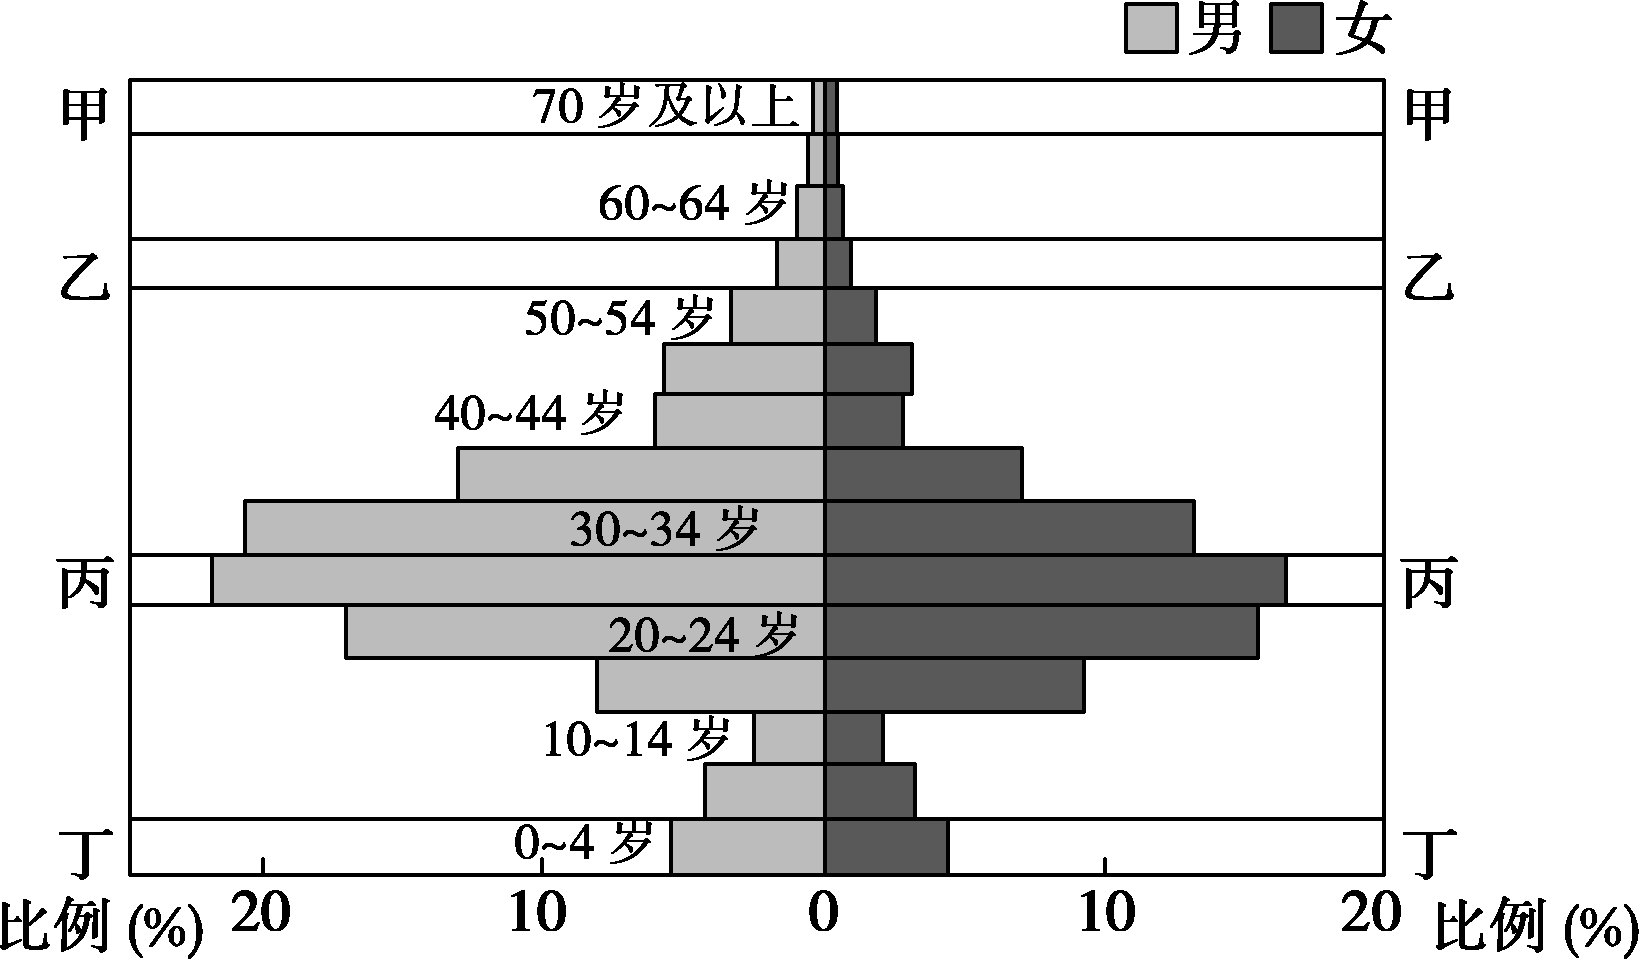 男 女
甲 70 岁及以上 甲
60~64 岁
乙 乙
50~54 岁
40~44 岁
30~34 岁
丙 丙
20~24 岁
10~14 岁
丁 0~4 岁 丁
比例 (%) 20 10 0 10 20 比例 (%)